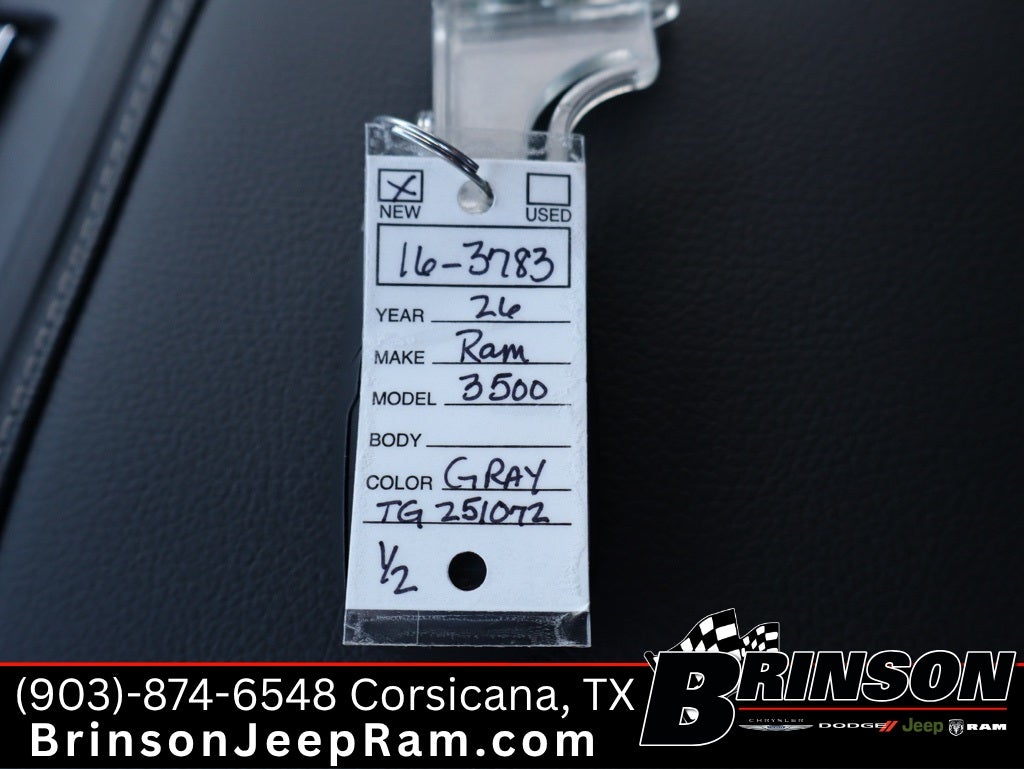 X
NEW USED
16-3783
YEAR 26
MAKE Ram
MODEL 3500
BODY
COLOR GRAY
TG 251072
1/2
(903)-874-6548 Corsicana, TX
BrinsonJeepRam.com
BRINSON
CHRYSLER DODGE Jeep RAM